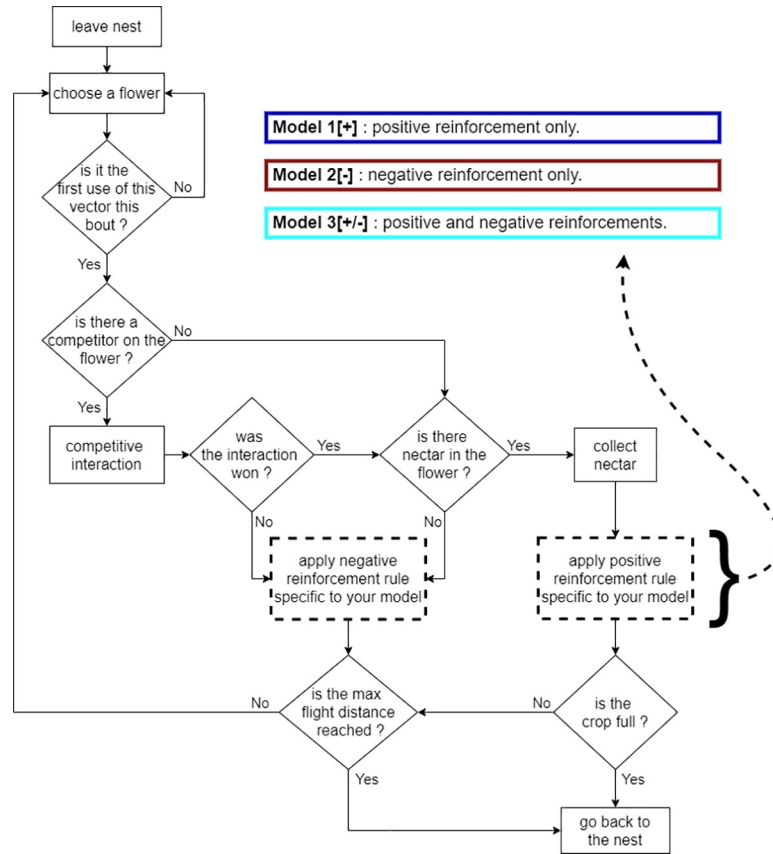 leave nest
choose a flower
is it the
first use of this
vector this
bout ?
No
Yes
Model 1[+] : positive reinforcement only.
Model 2[-] : negative reinforcement only.
Model 3[+/-] : positive and negative reinforcements.
is there a
competitor on the
flower ?
No
Yes
competitive
interaction
was
the interaction
won ?
Yes
No
is there
nectar in the
flower ?
Yes
No
collect
nectar
apply negative
reinforcement rule
specific to your model
apply positive
reinforcement rule
specific to your model
}
is the max
flight distance
reached ?
No
Yes
is the
crop full ?
No
Yes
go back to
the nest